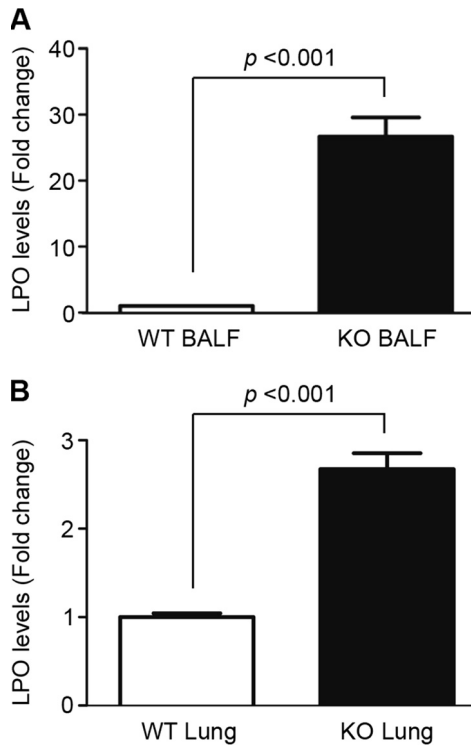 A
LPO levels (Fold change)
40
30
20
10
0
p <0.001
WT BALF
KO BALF
B
LPO levels (Fold change)
3
2
1
0
p <0.001
WT Lung
KO Lung